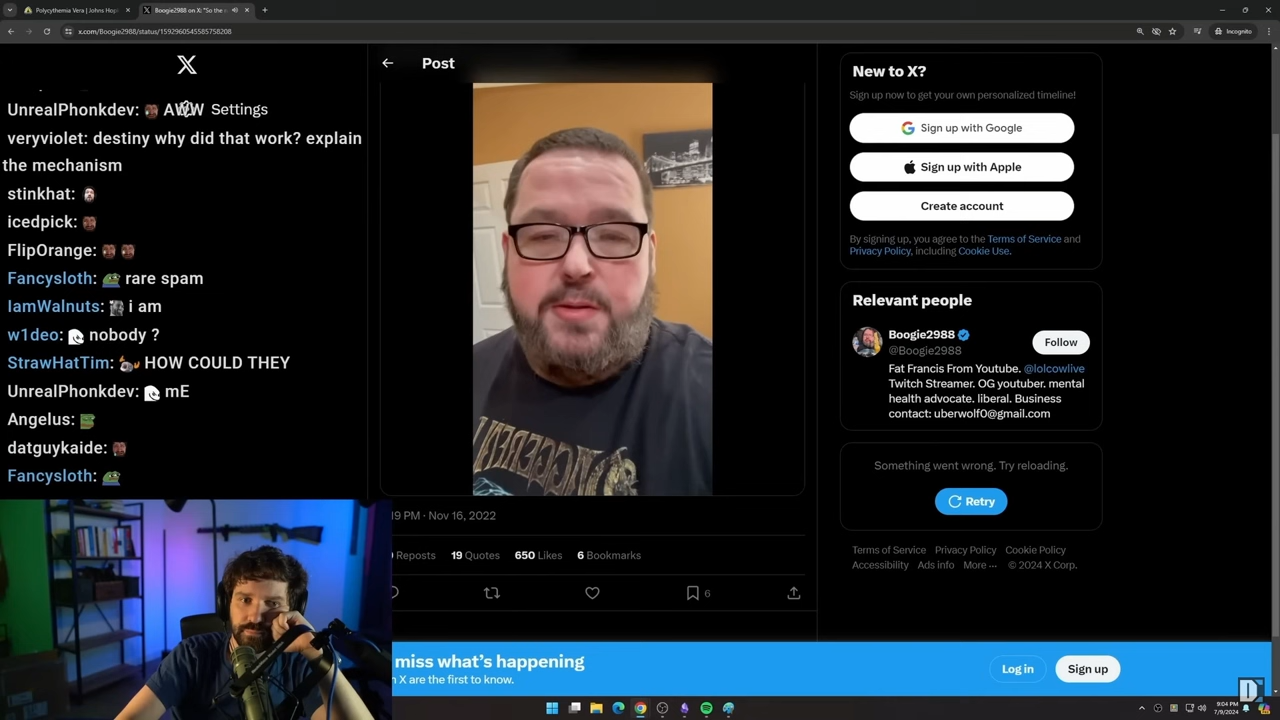 Polycythemia Vera | Johns Hop
Boogie2988 on X: "So the
x.com/Boogie2988/status/1592960545585758208
Incognito
Settings
UnrealPhonkdev: AWW
veryviolet: destiny why did that work? explain
the mechanism
stinkhat:
icedpick:
FlipOrange:
Fancysloth: rare spam
IamWalnuts: i am
w1deo: nobody ?
StrawHatTim: HOW COULD THEY
UnrealPhonkdev: mE
Angelus:
datguykaide:
Fancysloth:
Post
19 PM · Nov 16, 2022
Reposts 19 Quotes 650 Likes 6 Bookmarks
6
New to X?
Sign up now to get your own personalized timeline!
Sign up with Google
Sign up with Apple
Create account
By signing up, you agree to the Terms of Service and
Privacy Policy, including Cookie Use.
Relevant people
Boogie2988
@Boogie2988
Follow
Fat Francis From Youtube. @lolcowlive
Twitch Streamer. OG youtuber. mental
health advocate. liberal. Business
contact: uberwolf0@gmail.com
Something went wrong. Try reloading.
Retry
Terms of Service Privacy Policy Cookie Policy
Accessibility Ads info More ··· © 2024 X Corp.
miss what's happening
n X are the first to know.
Log in
Sign up
9:04 PM
7/9/2024